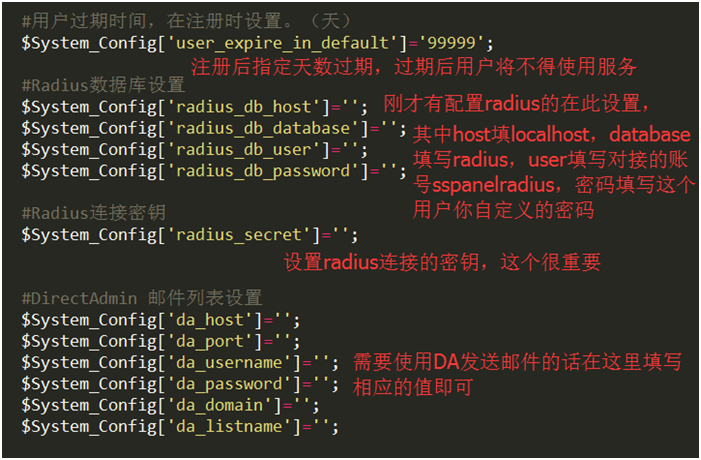 #用户过期时间，在注册时设置。（天）
$System_Config['user_expire_in_default']='99999';
注册后指定天数过期，过期后用户将不得使用服务
#Radius数据库设置
$System_Config['radius_db_host']='';
刚才有配置radius的在此设置，
$System_Config['radius_db_database']='';
其中host填localhost，database
$System_Config['radius_db_user']='';
填写radius，user填写对接的账
$System_Config['radius_db_password']='';
号sspanelradius，密码填写这个
用户你自定义的密码
#Radius连接密钥
$System_Config['radius_secret']='';
设置radius连接的密钥，这个很重要
#DirectAdmin 邮件列表设置
$System_Config['da_host']='';
$System_Config['da_port']='';
$System_Config['da_username']='';
需要使用DA发送邮件的话在这里填写
$System_Config['da_password']='';
相应的值即可
$System_Config['da_domain']='';
$System_Config['da_listname']='';